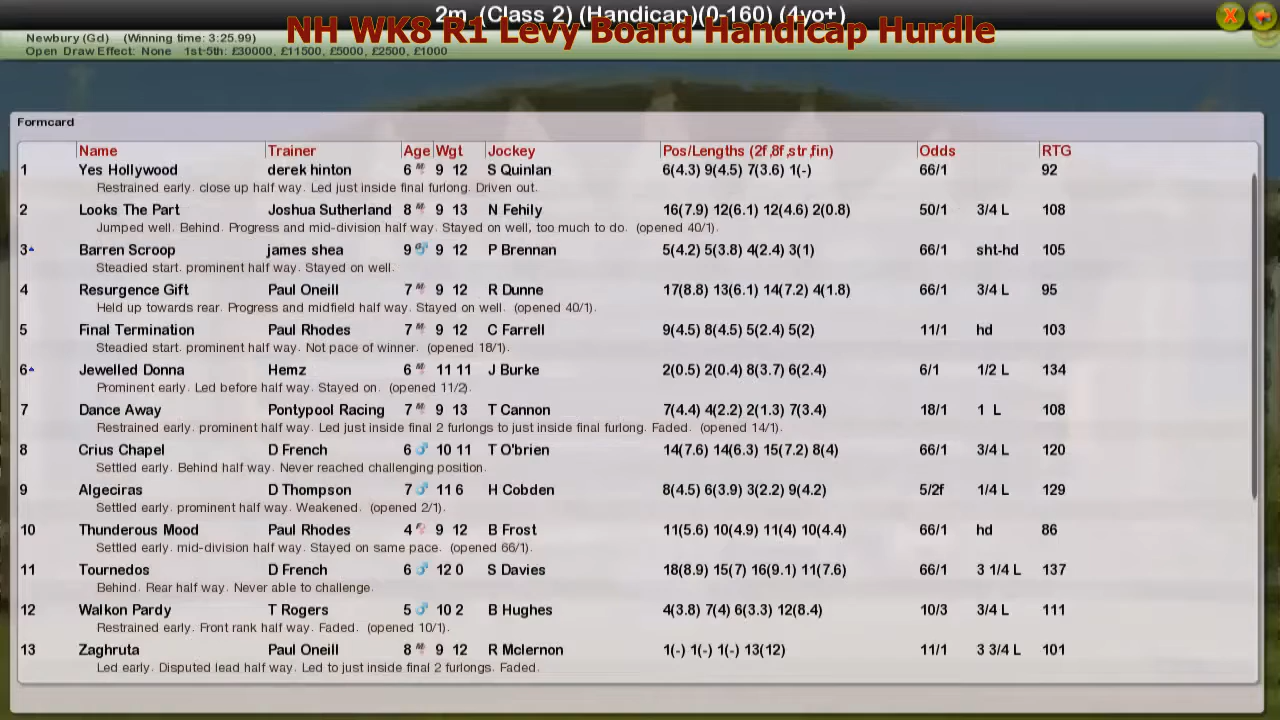 2m (Class 2) (Handicap)(0-160) (4yo+)
NH WK8 R1 Levy Board Handicap Hurdle
Newbury (Gd) (Winning time: 3:25.99)
Open Draw Effect: None 1st-5th: £30000, £11500, £5000, £2500, £1000
Formcard
Name Trainer Age Wgt Jockey Pos/Lengths (2f,8f,str,fin) Odds RTG
1 Yes Hollywood derek hinton 6 9 12 S Quinlan 6(4.3) 9(4.5) 7(3.6) 1(-) 66/1 92
Restrained early. close up half way. Led just inside final furlong. Driven out.
2 Looks The Part Joshua Sutherland 8 9 13 N Fehily 16(7.9) 12(6.1) 12(4.6) 2(0.8) 50/1 3/4 L 108
Jumped well. Behind. Progress and mid-division half way. Stayed on well, too much to do. (opened 40/1).
3 Barren Scroop james shea 9 9 12 P Brennan 5(4.2) 5(3.8) 4(2.4) 3(1) 66/1 sht-hd 105
Steadied start. prominent half way. Stayed on well.
4 Resurgence Gift Paul Oneill 7 9 12 R Dunne 17(8.8) 13(6.1) 14(7.2) 4(1.8) 66/1 3/4 L 95
Held up towards rear. Progress and midfield half way. Stayed on well. (opened 40/1).
5 Final Termination Paul Rhodes 7 9 12 C Farrell 9(4.5) 8(4.5) 5(2.4) 5(2) 11/1 hd 103
Steadied start. prominent half way. Not pace of winner. (opened 18/1).
6 Jewelled Donna Hemz 6 11 11 J Burke 2(0.5) 2(0.4) 8(3.7) 6(2.4) 6/1 1/2 L 134
Prominent early. Led before half way. Stayed on. (opened 11/2).
7 Dance Away Pontypool Racing 7 9 13 T Cannon 7(4.4) 4(2.2) 2(1.3) 7(3.4) 18/1 1 L 108
Restrained early. prominent half way. Led just inside final 2 furlongs to just inside final furlong. Faded. (opened 14/1).
8 Crius Chapel D French 6 10 11 T O'brien 14(7.6) 14(6.3) 15(7.2) 8(4) 66/1 3/4 L 120
Settled early. Behind half way. Never reached challenging position.
9 Algeciras D Thompson 7 11 6 H Cobden 8(4.5) 6(3.9) 3(2.2) 9(4.2) 5/2f 1/4 L 129
Settled early. prominent half way. Weakened. (opened 2/1).
10 Thunderous Mood Paul Rhodes 4 9 12 B Frost 11(5.6) 10(4.9) 11(4) 10(4.4) 66/1 hd 86
Settled early. mid-division half way. Stayed on same pace. (opened 66/1).
11 Tournedos D French 6 12 0 S Davies 18(8.9) 15(7) 16(9.1) 11(7.6) 66/1 3 1/4 L 137
Behind. Rear half way. Never able to challenge.
12 Walkon Pardy T Rogers 5 10 2 B Hughes 4(3.8) 7(4) 6(3.3) 12(8.4) 10/3 3/4 L 111
Restrained early. Front rank half way. Faded. (opened 10/1).
13 Zaghruta Paul Oneill 8 9 12 R Mclernon 1(-) 1(-) 1(-) 13(12) 11/1 3 3/4 L 101
Led early. Disputed lead half way. Led to just inside final 2 furlongs. Faded.